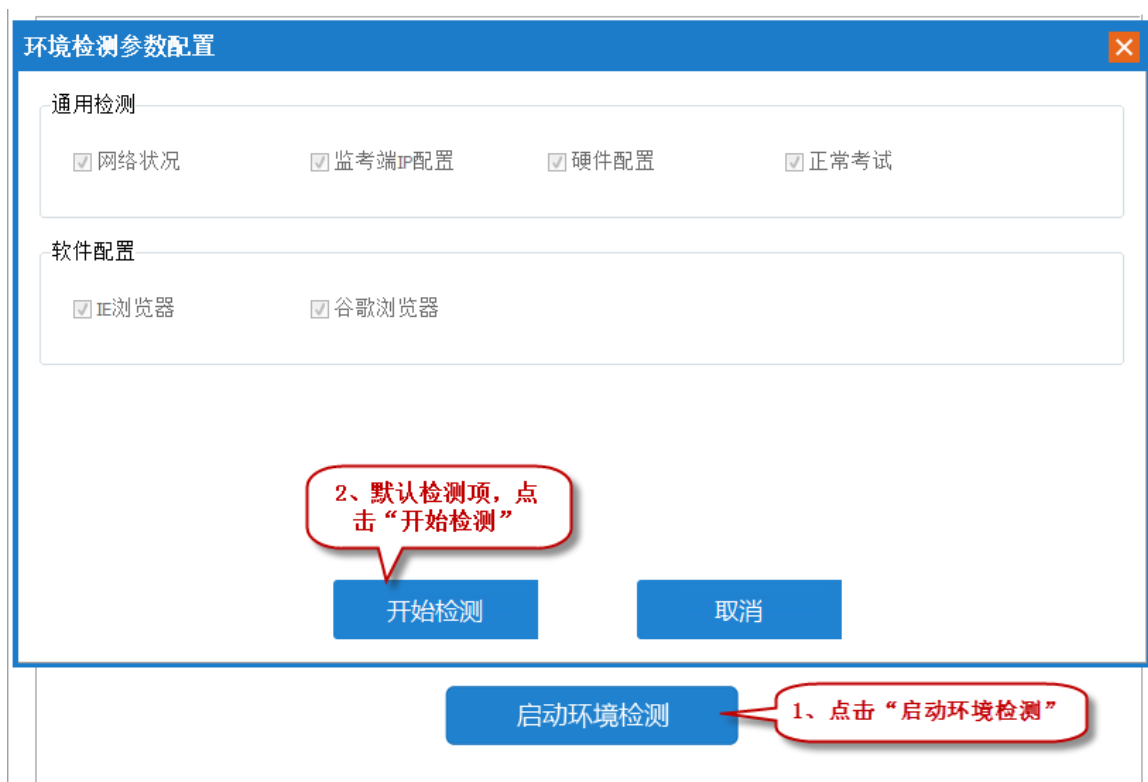 环境检测参数配置
通用检测
网络状况 监考端IP配置 硬件配置 正常考试
软件配置
IE浏览器 谷歌浏览器
2、默认检测项，点
击“开始检测”
开始检测 取消
启动环境检测 1、点击“启动环境检测”